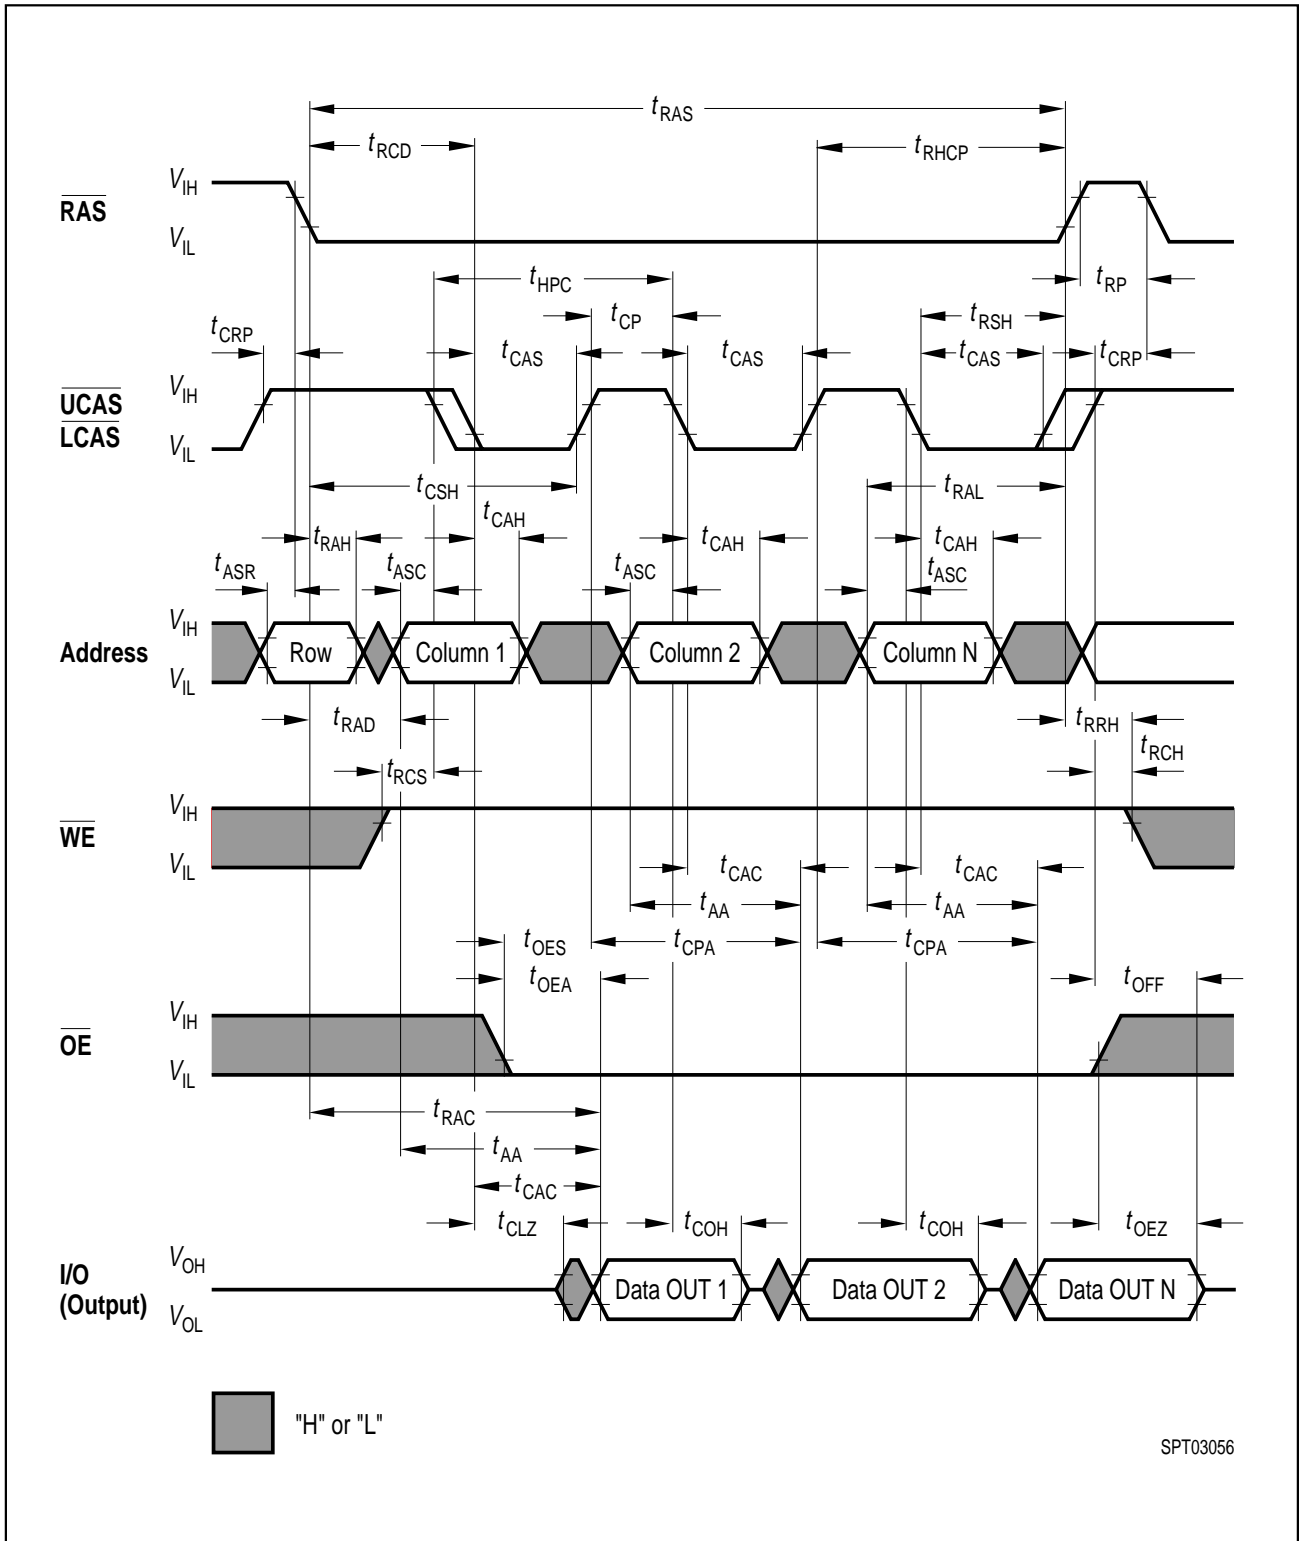 tRAS
tRCD tRHCP
RAS VIH
VIL
tHPC tRP
tCP tRSH
tCRP tCAS tCAS tCAS tCRP
UCAS VIH
LCAS VIL
tCSH tRAL
tCAH
tRAH tCAH tCAH
tASR tASC tASC tASC
Address VIH
Row Column 1 Column 2 Column N
VIL
tRAD tRRH
tRCS tRCH
WE VIH
VIL
tCAC tCAC
tAA tAA
tOES tCPA tCPA
tOEA tOFF
OE VIH
VIL
tRAC
tAA
tCAC
tCLZ tCOH tCOH tOEZ
I/O VOH
(Output) VOL
Data OUT 1 Data OUT 2 Data OUT N
"H" or "L"
SPT03056